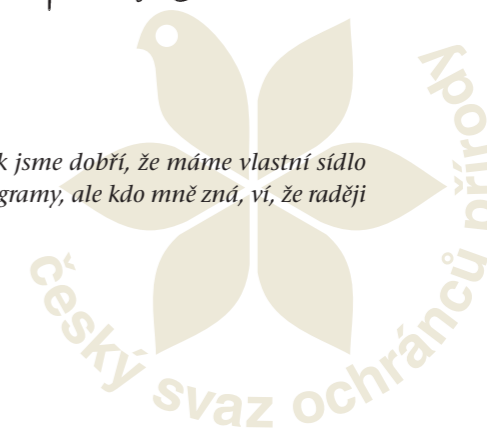 k jsme dobří, že máme vlastní sídlo
gramy, ale kdo mně zná, ví, že raději
český svaz ochránců přírody